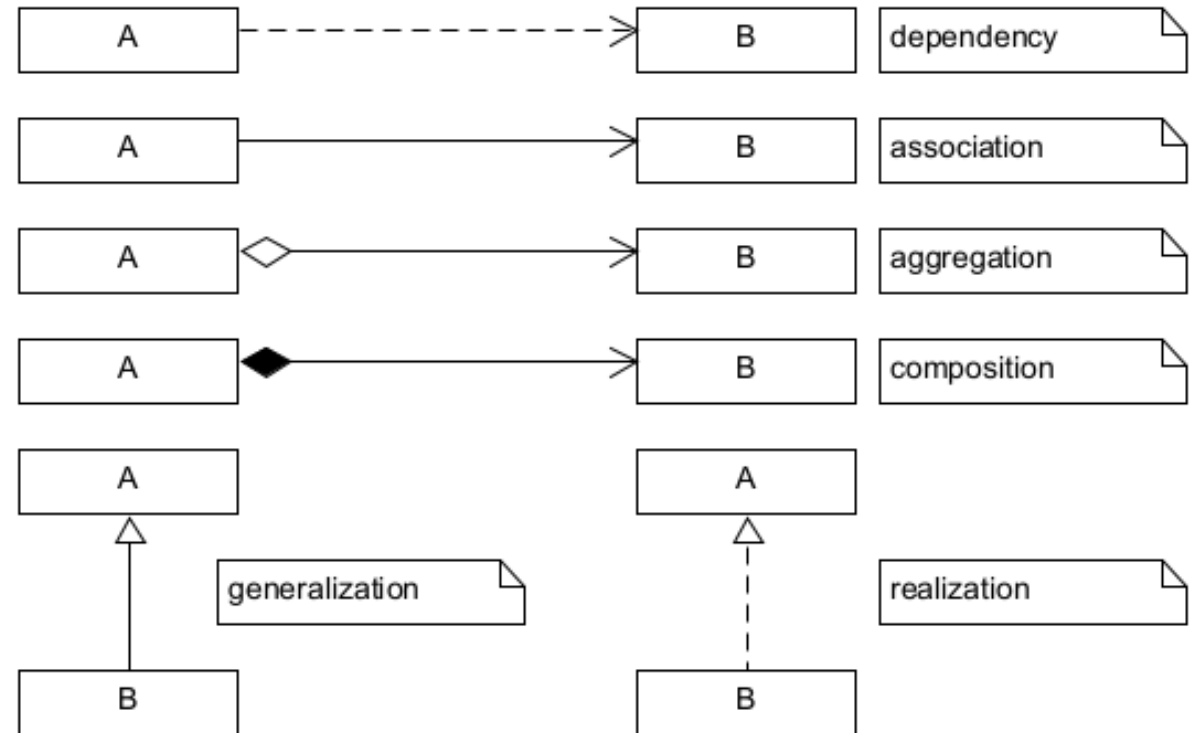 A B dependency
A B association
A B aggregation
A B composition
A A
generalization realization
B B